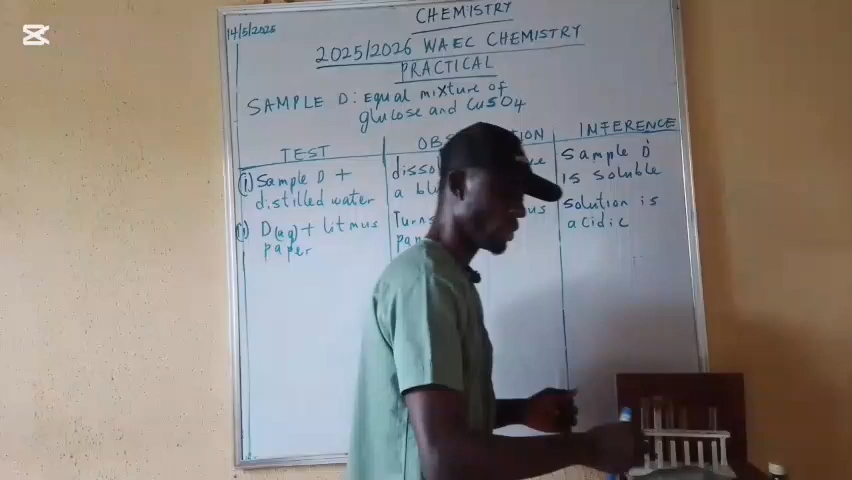 14/5/2025
CHEMISTRY
2025/2026 WAEC CHEMISTRY
PRACTICAL
SAMPLE D: Equal mixture of
glucose and CuSO4
TEST
INFERENCE
(i) Sample D +
distilled water
a
Sample D
is soluble
(ii) D(aq) + litmus
paper
Turns
Solution is
acidic